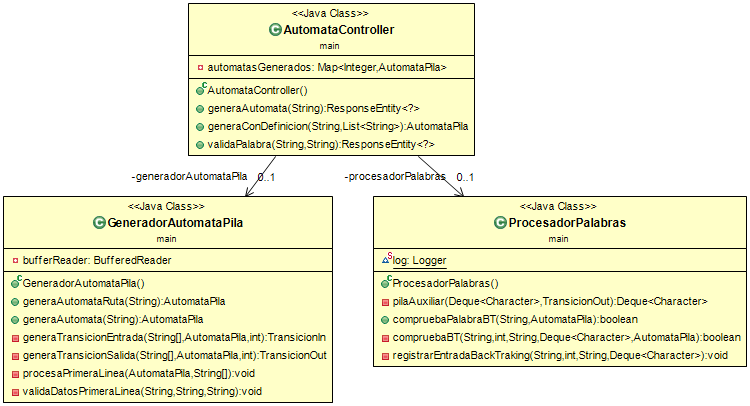 <<Java Class>>
AutomataController
main
automatasGenerados: Map<Integer,AutomataPila>
AutomataController()
generaAutomata(String):ResponseEntity<?>
generaConDefinicion(String,List<String>):AutomataPila
validaPalabra(String,String):ResponseEntity<?>
-generadorAutomataPila 0..1
-procesadorPalabras 0..1
<<Java Class>>
GeneradorAutomataPila
main
bufferReader: BufferedReader
GeneradorAutomataPila()
generaAutomataRuta(String):AutomataPila
generaAutomata(String):AutomataPila
generaTransicionEntrada(String[],AutomataPila,int):TransicionIn
generaTransicionSalida(String[],AutomataPila,int):TransicionOut
procesaPrimeraLinea(AutomataPila,String[]):void
validaDatosPrimeraLinea(String,String,String):void
<<Java Class>>
ProcesadorPalabras
main
log: Logger
ProcesadorPalabras()
pilaAuxiliar(Deque<Character>,TransicionOut):Deque<Character>
compruebaPalabraBT(String,AutomataPila):boolean
compruebaBT(String,int,String,Deque<Character>,AutomataPila):boolean
registrarEntradaBackTraking(String,int,String,Deque<Character>):void